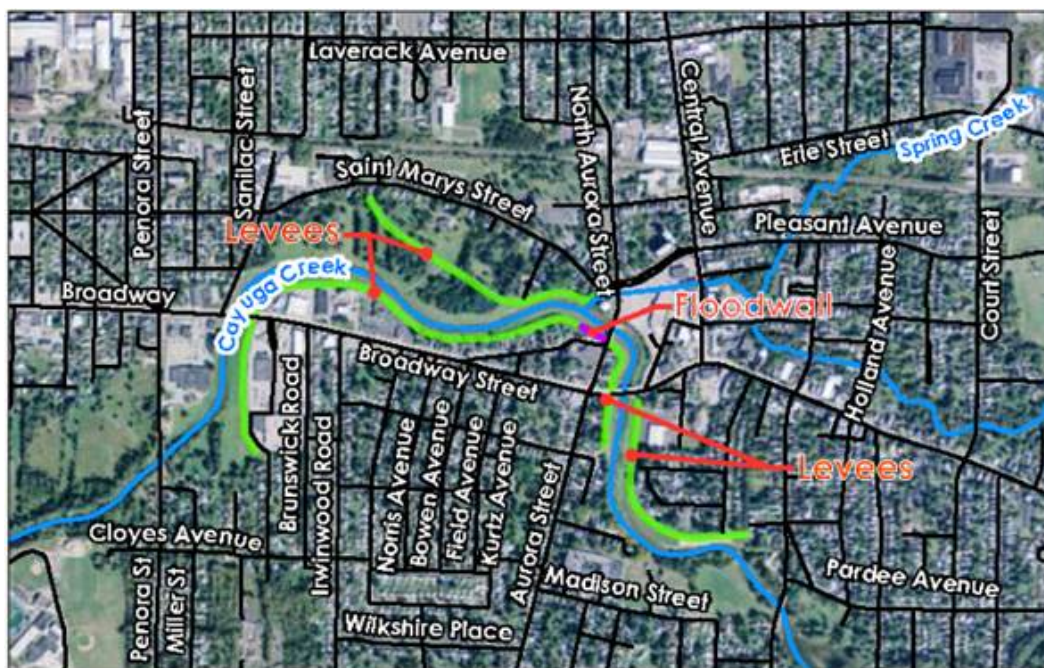 Laverack Avenue
Penora Street
Sanilac Street
North Aurora Street
Central Avenue
Erie Street
Spring Creek
Saint Marys Street
Pleasant Avenue
Levees
Cayuga Creek
Broadway
Floodwall
Holland Avenue
Court Street
Broadway Street
Brunswick Road
Irwinwood Road
Norris Avenue
Bowen Avenue
Field Avenue
Kurtz Avenue
Aurora Street
Levees
Cloyes Avenue
Penora St
Miller St
Madison Street
Pardee Avenue
Wilkshire Place